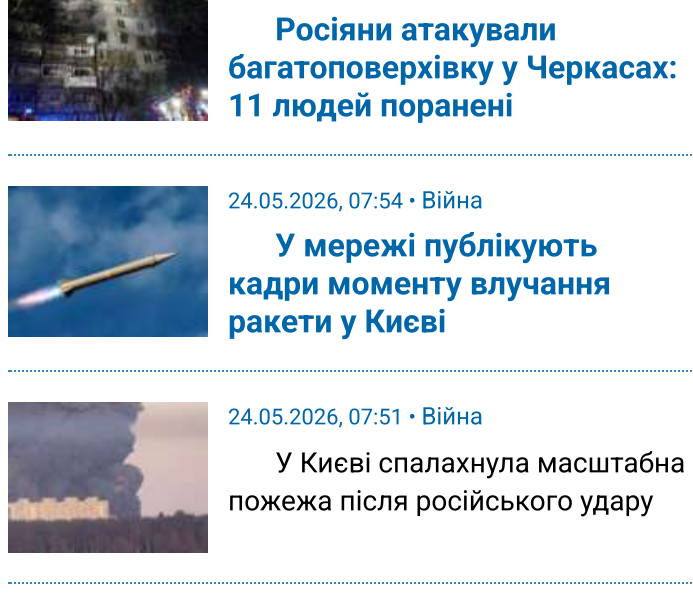 Росіяни атакували
багатоповерхівку у Черкасах:
11 людей поранені
24.05.2026, 07:54 • Війна
У мережі публікують
кадри моменту влучання
ракети у Києві
24.05.2026, 07:51 • Війна
У Києві спалахнула масштабна
пожежа після російського удару